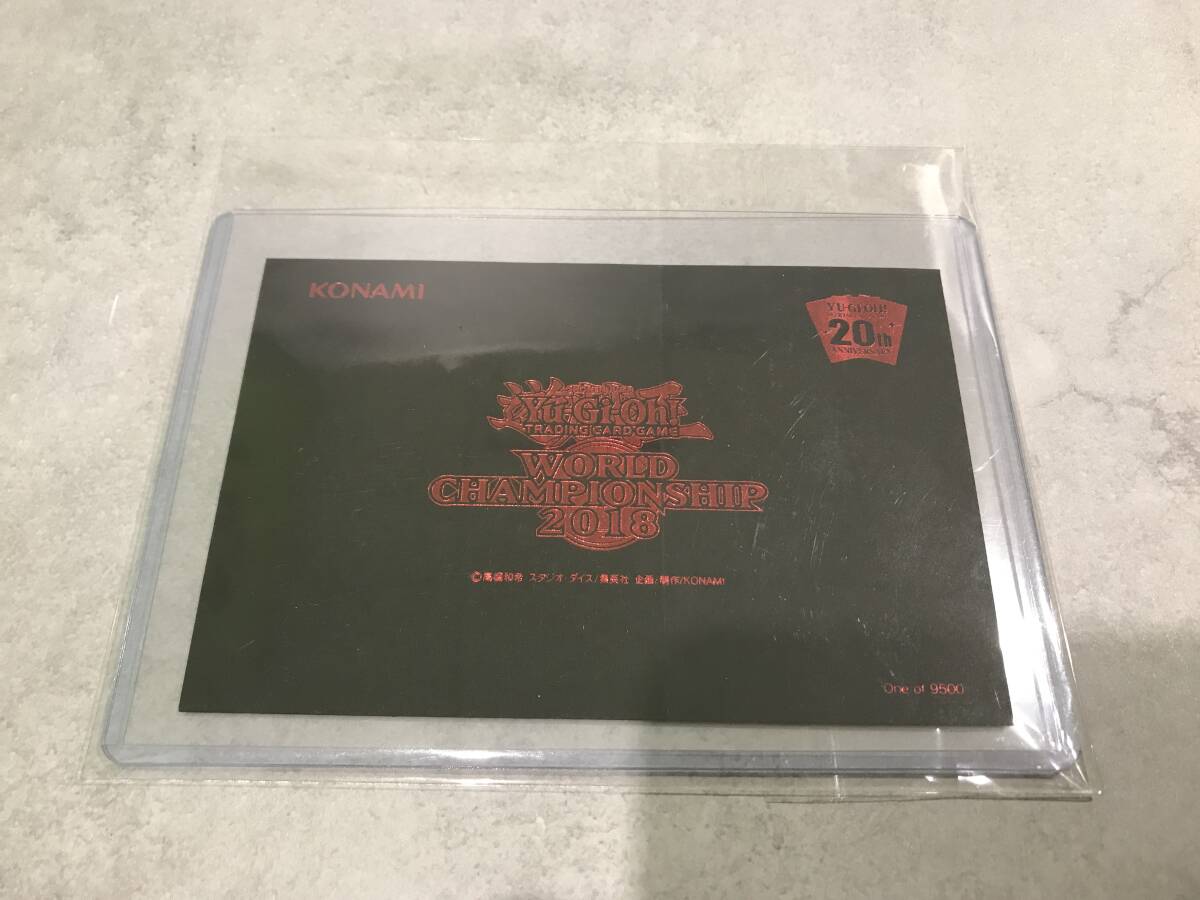 KONAMI
YU-GI-OH!
20th
ANNIVERSARY
Yu-Gi-Oh!
TRADING CARD GAME
WORLD
CHAMPIONSHIP
2018
©高橋和希 スタジオ・ダイス/集英社 企画・制作/KONAMI
One of 9500